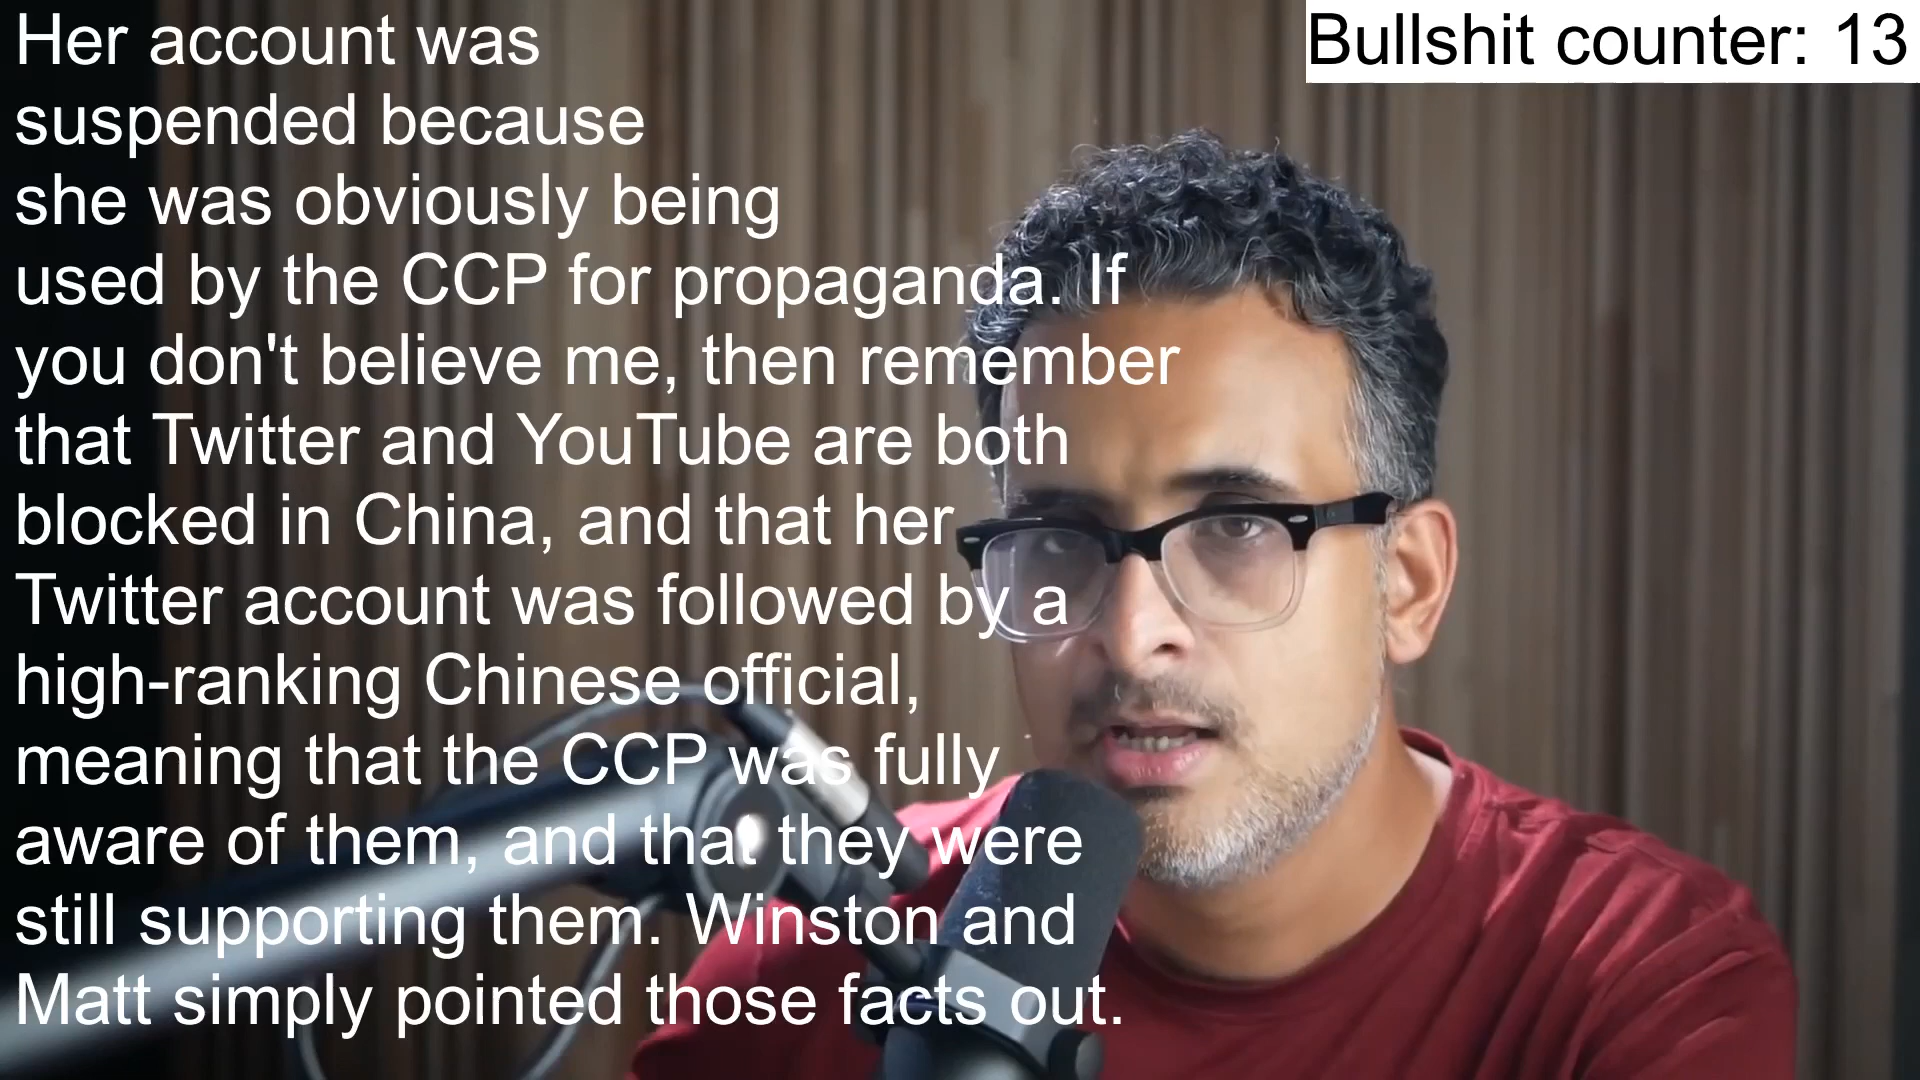 Her account was
suspended because
she was obviously being
used by the CCP for propaganda. If
you don't believe me, then remember
that Twitter and YouTube are both
blocked in China, and that her
Twitter account was followed by a
high-ranking Chinese official,
meaning that the CCP was fully
aware of them, and that they were
still supporting them. Winston and
Matt simply pointed those facts out.
Bullshit counter: 13